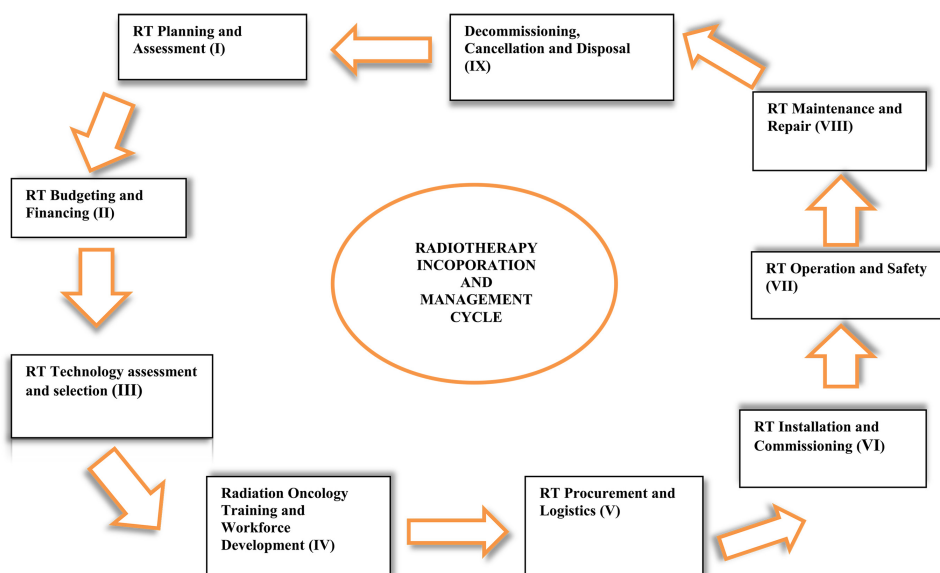 RT Planning and
Assessment (I)
Decommissioning,
Cancellation and Disposal
(IX)
RT Maintenance and
Repair (VIII)
RT Budgeting and
Financing (II)
RADIOTHERAPY
INCOPORATION
AND
MANAGEMENT
CYCLE
RT Operation and Safety
(VII)
RT Technology assessment
and selection (III)
RT Installation and
Commissioning (VI)
Radiation Oncology
Training and
Workforce
Development (IV)
RT Procurement and
Logistics (V)